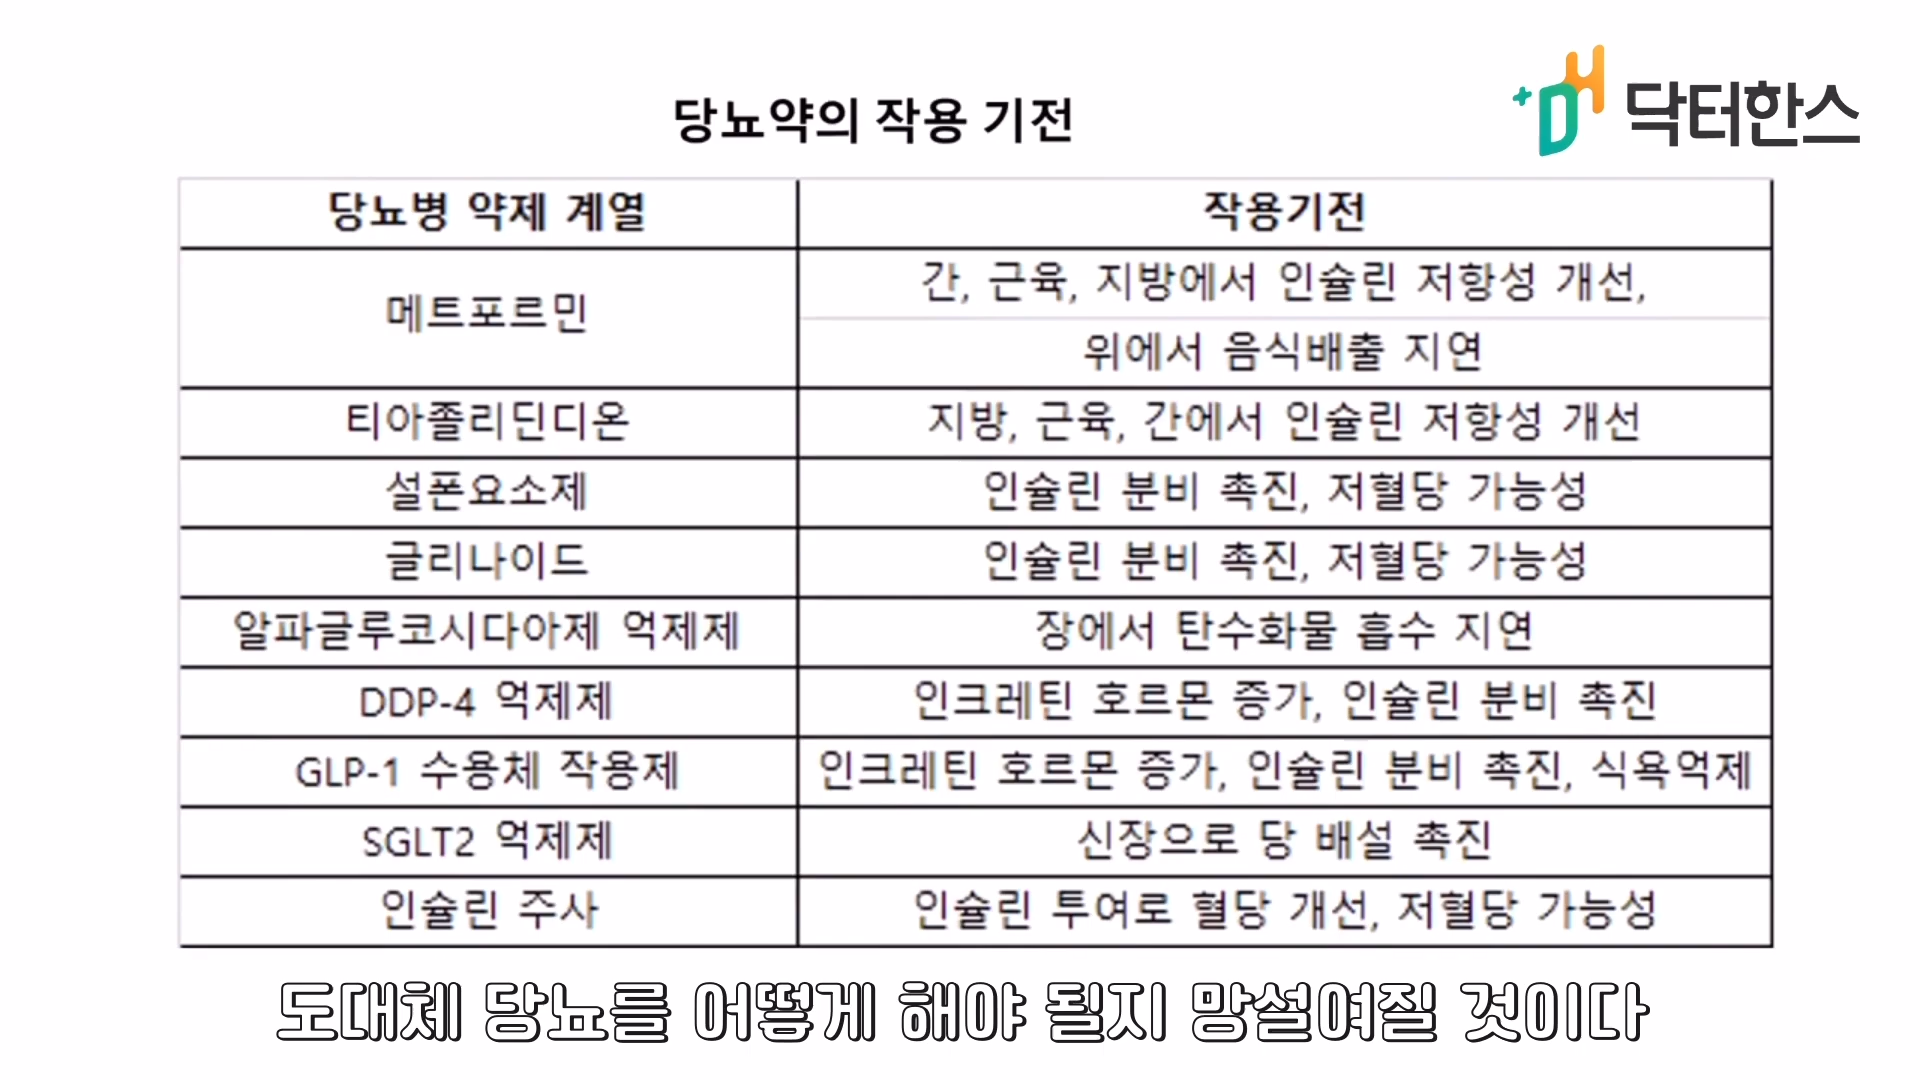 당뇨약의 작용 기전
닥터한스
당뇨병 약제 계열
작용기전
메트포르민
간, 근육, 지방에서 인슐린 저항성 개선,
위에서 음식배출 지연
티아졸리딘디온
지방, 근육, 간에서 인슐린 저항성 개선
설폰요소제
인슐린 분비 촉진, 저혈당 가능성
글리나이드
인슐린 분비 촉진, 저혈당 가능성
알파글루코시다아제 억제제
장에서 탄수화물 흡수 지연
DDP-4 억제제
인크레틴 호르몬 증가, 인슐린 분비 촉진
GLP-1 수용체 작용제
인크레틴 호르몬 증가, 인슐린 분비 촉진, 식욕억제
SGLT2 억제제
신장으로 당 배설 촉진
인슐린 주사
인슐린 투여로 혈당 개선, 저혈당 가능성
도대체 당뇨를 어떻게 해야 될지 망설여질 것이다